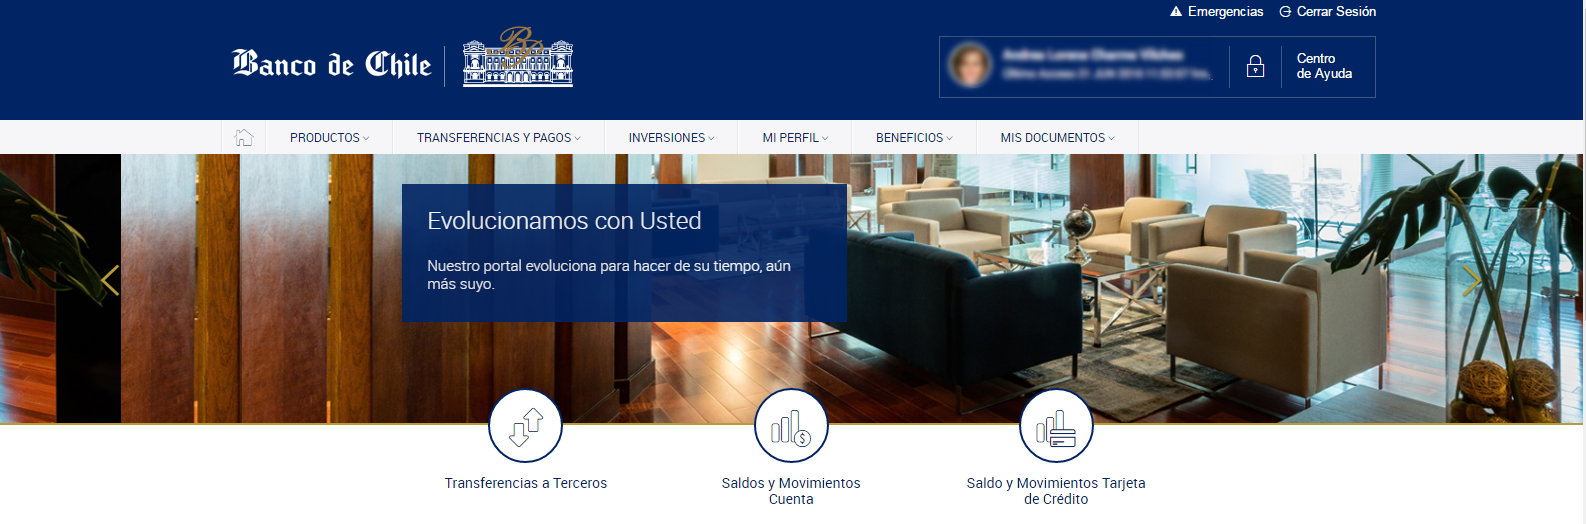 Emergencias
Cerrar Sesión
Banco de Chile
Centro
de Ayuda
PRODUCTOS
TRANSFERENCIAS Y PAGOS
INVERSIONES
MI PERFIL
BENEFICIOS
MIS DOCUMENTOS
Evolucionamos con Usted
Nuestro portal evoluciona para hacer de su tiempo, aún
más suyo.
Transferencias a Terceros
Saldos y Movimientos
Cuenta
Saldo y Movimientos Tarjeta
de Crédito